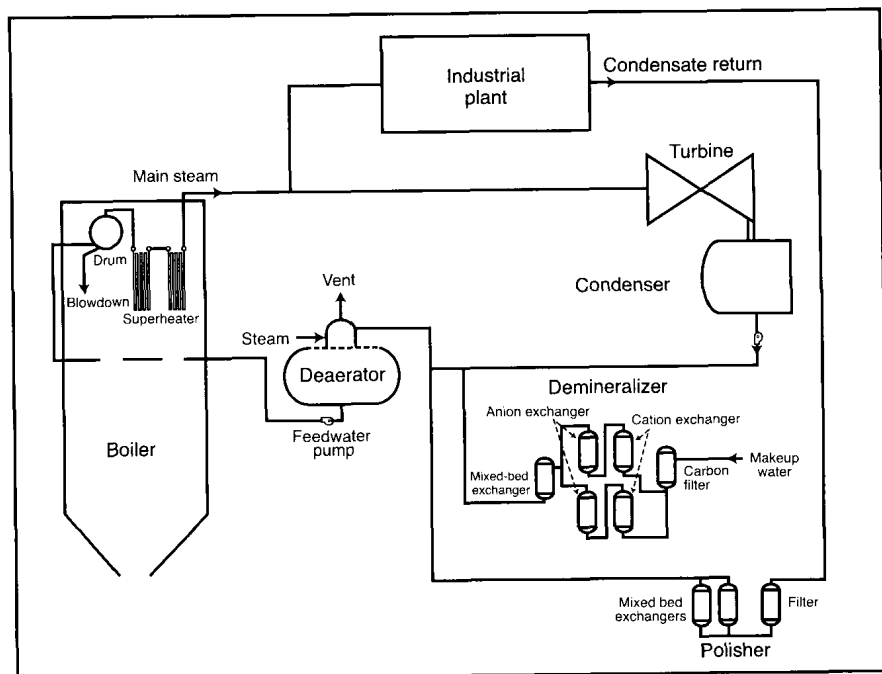 Industrial
plant
Condensate return
Turbine
Main steam
Drum
Blowdown
Superheater
Condenser
Vent
Steam
Deaerator
Feedwater
pump
Boiler
Demineralizer
Anion exchanger
Cation exchanger
Mixed-bed
exchanger
Carbon
filter
Makeup
water
Mixed bed
exchangers
Filter
Polisher